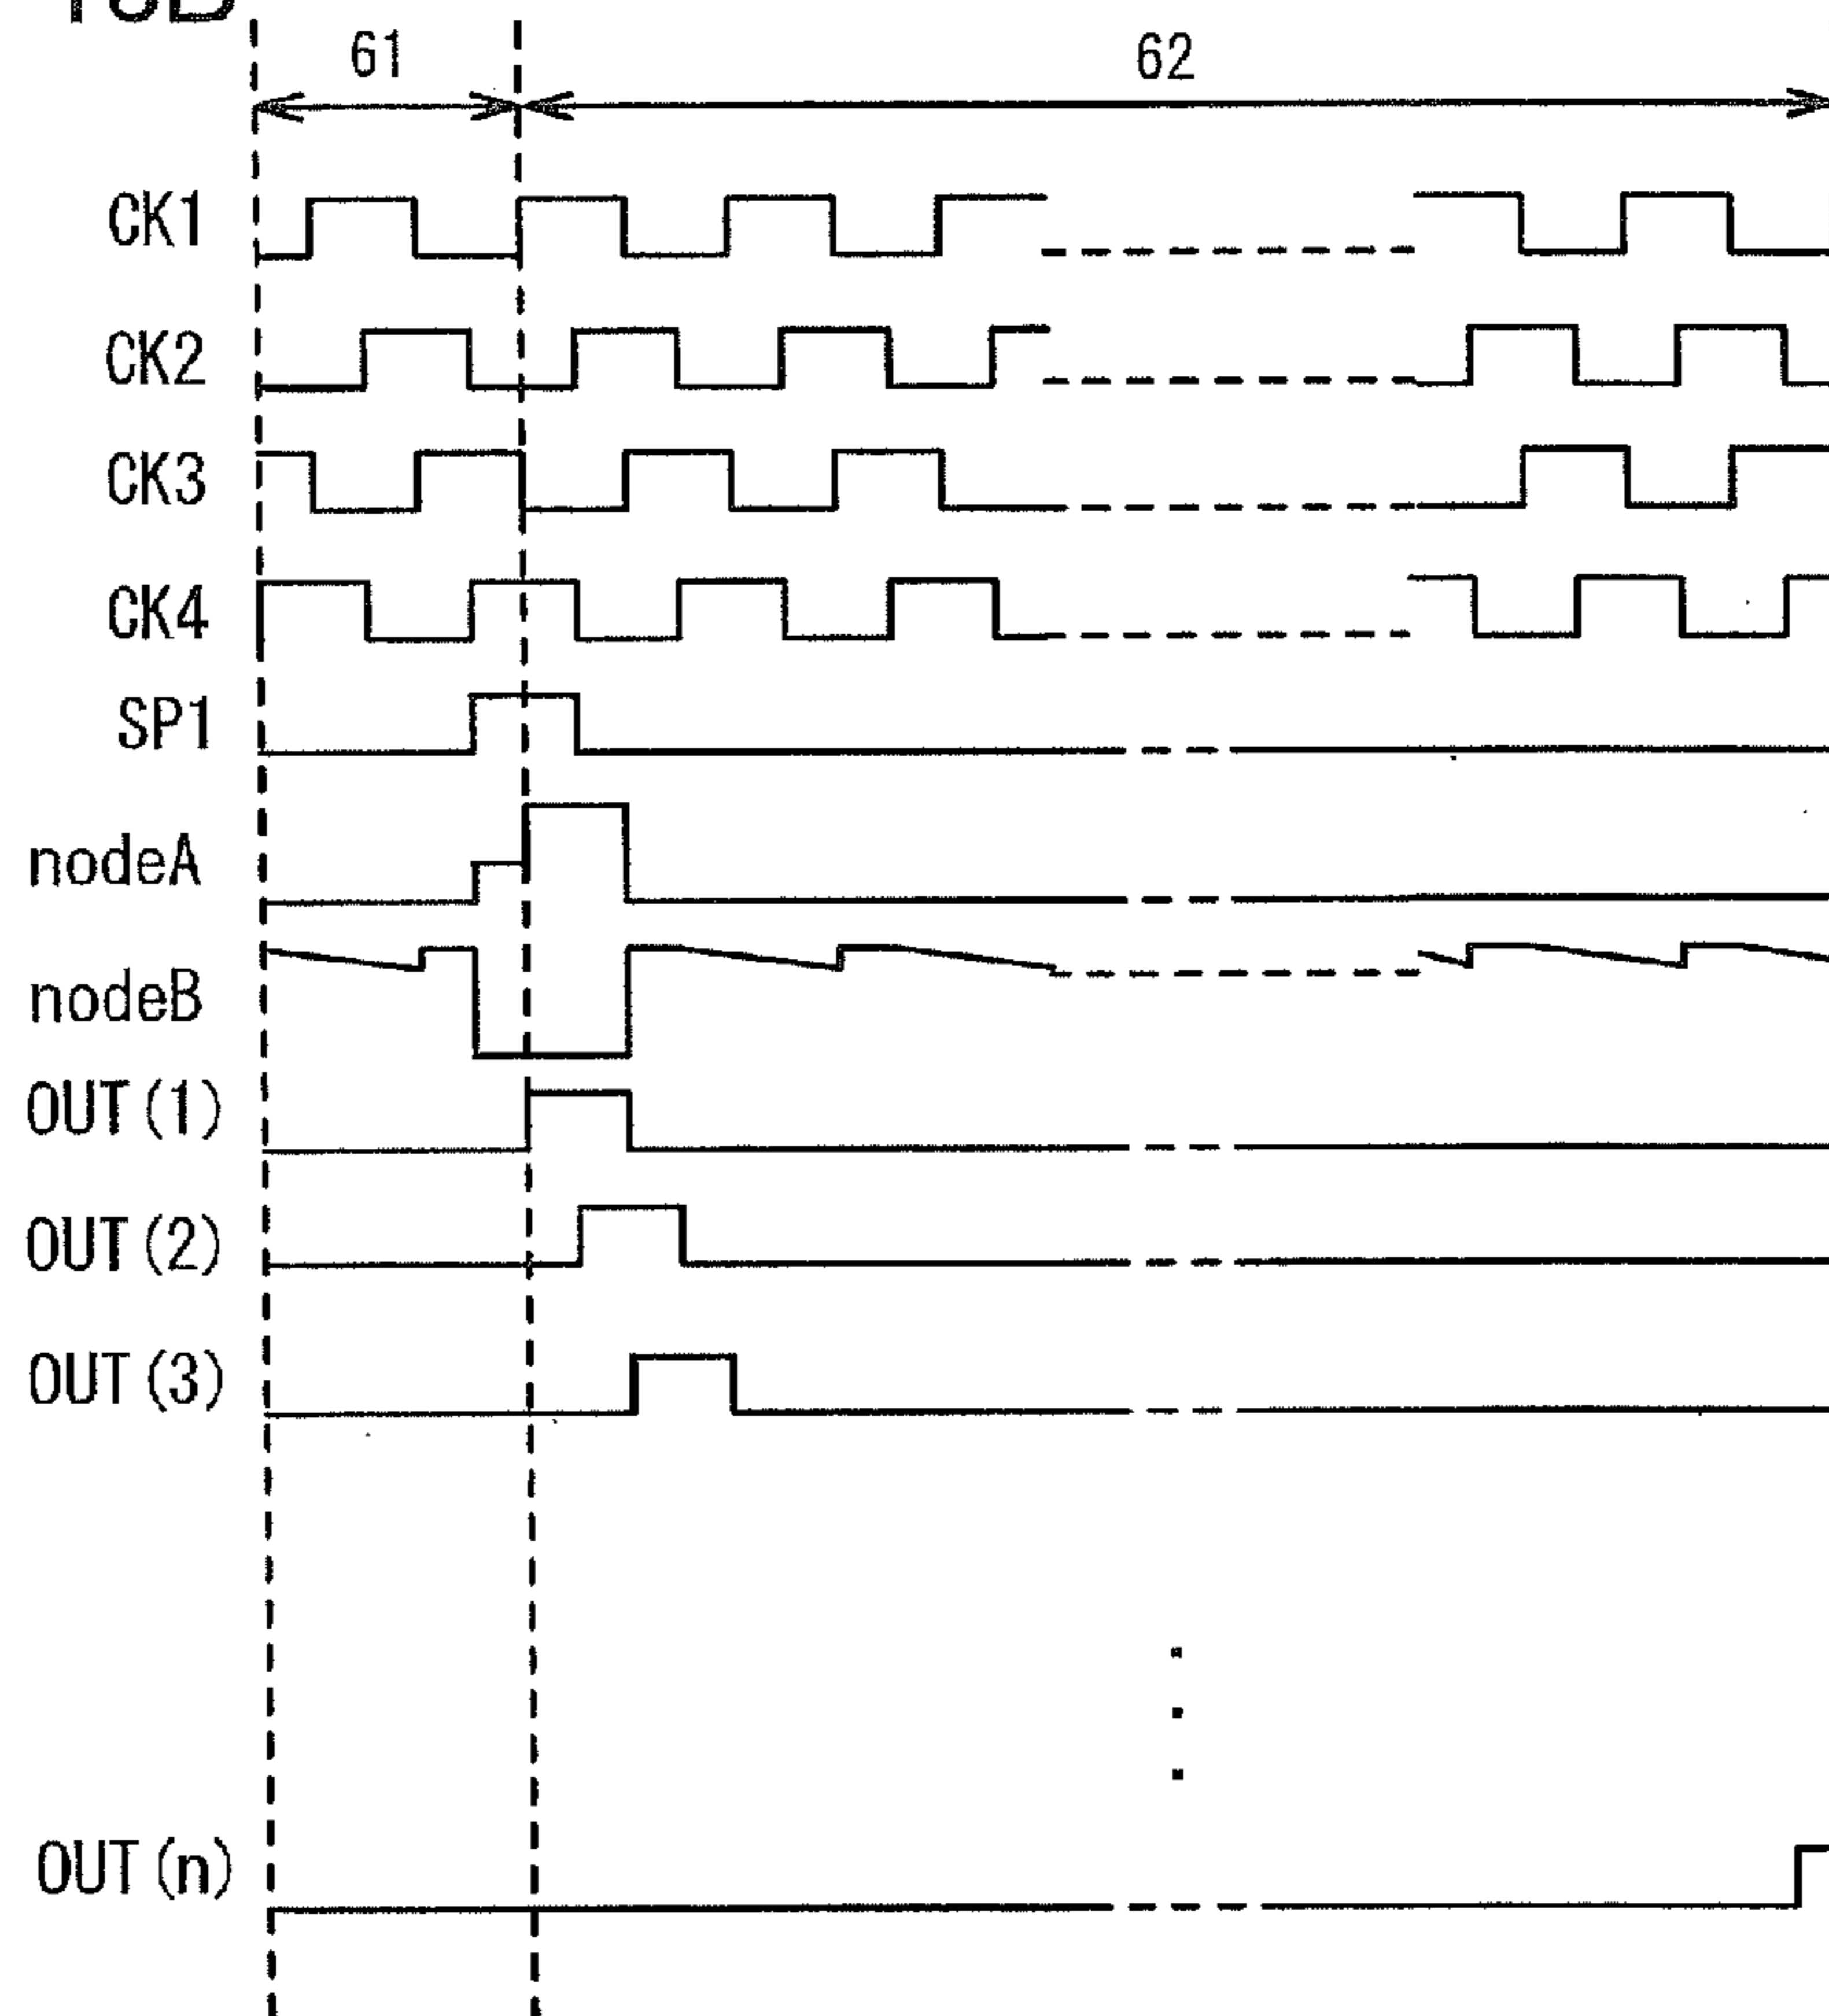 61 62
CK1
CK2
CK3
CK4
SP1
nodeA
nodeB
OUT(1)
OUT(2)
OUT(3)
OUT(n)